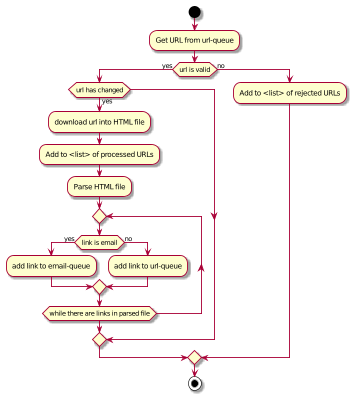 Get URL from url-queue
yes
url is valid
no
url has changed
yes
Add to <list> of rejected URLs
download url into HTML file
Add to <list> of processed URLs
Parse HTML file
yes
link is email
no
add link to email-queue
add link to url-queue
while there are links in parsed file